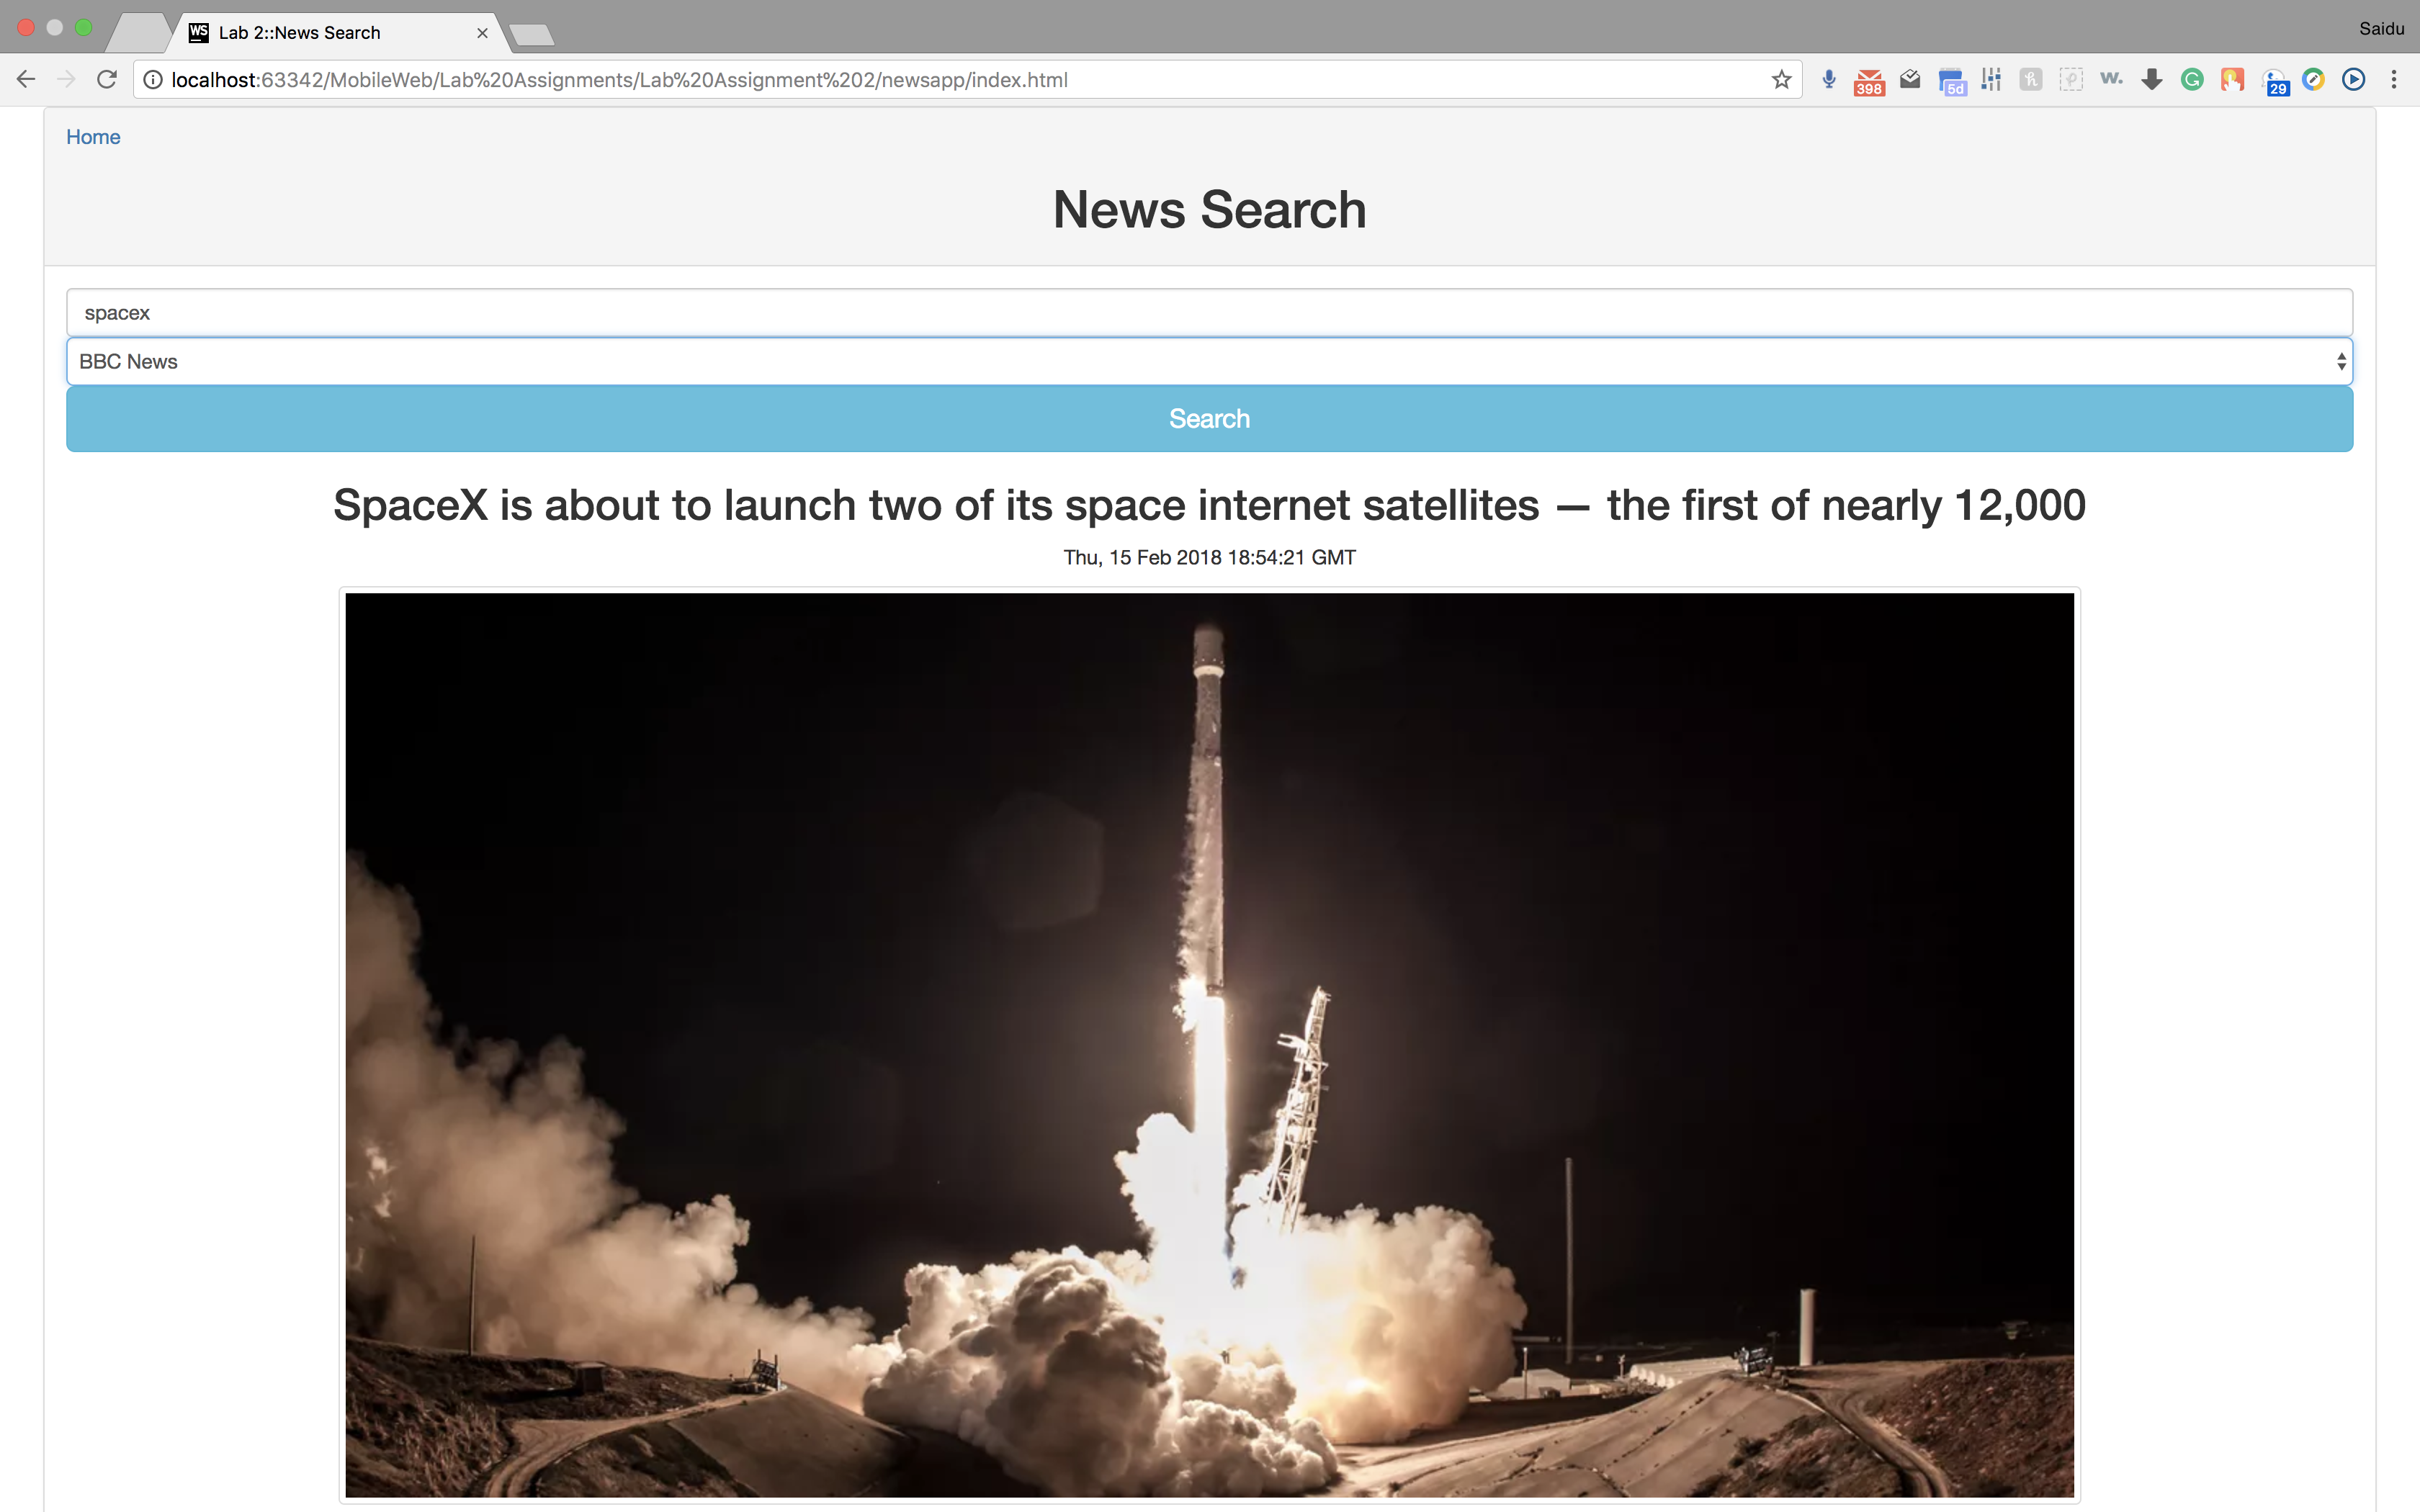 WS
Lab 2::News Search
Saidu
localhost:63342/MobileWeb/Lab%20Assignments/Lab%20Assignment%202/newsapp/index.html
398
5d
w.
29
Home
News Search
spacex
BBC News
Search
SpaceX is about to launch two of its space internet satellites — the first of nearly 12,000
Thu, 15 Feb 2018 18:54:21 GMT